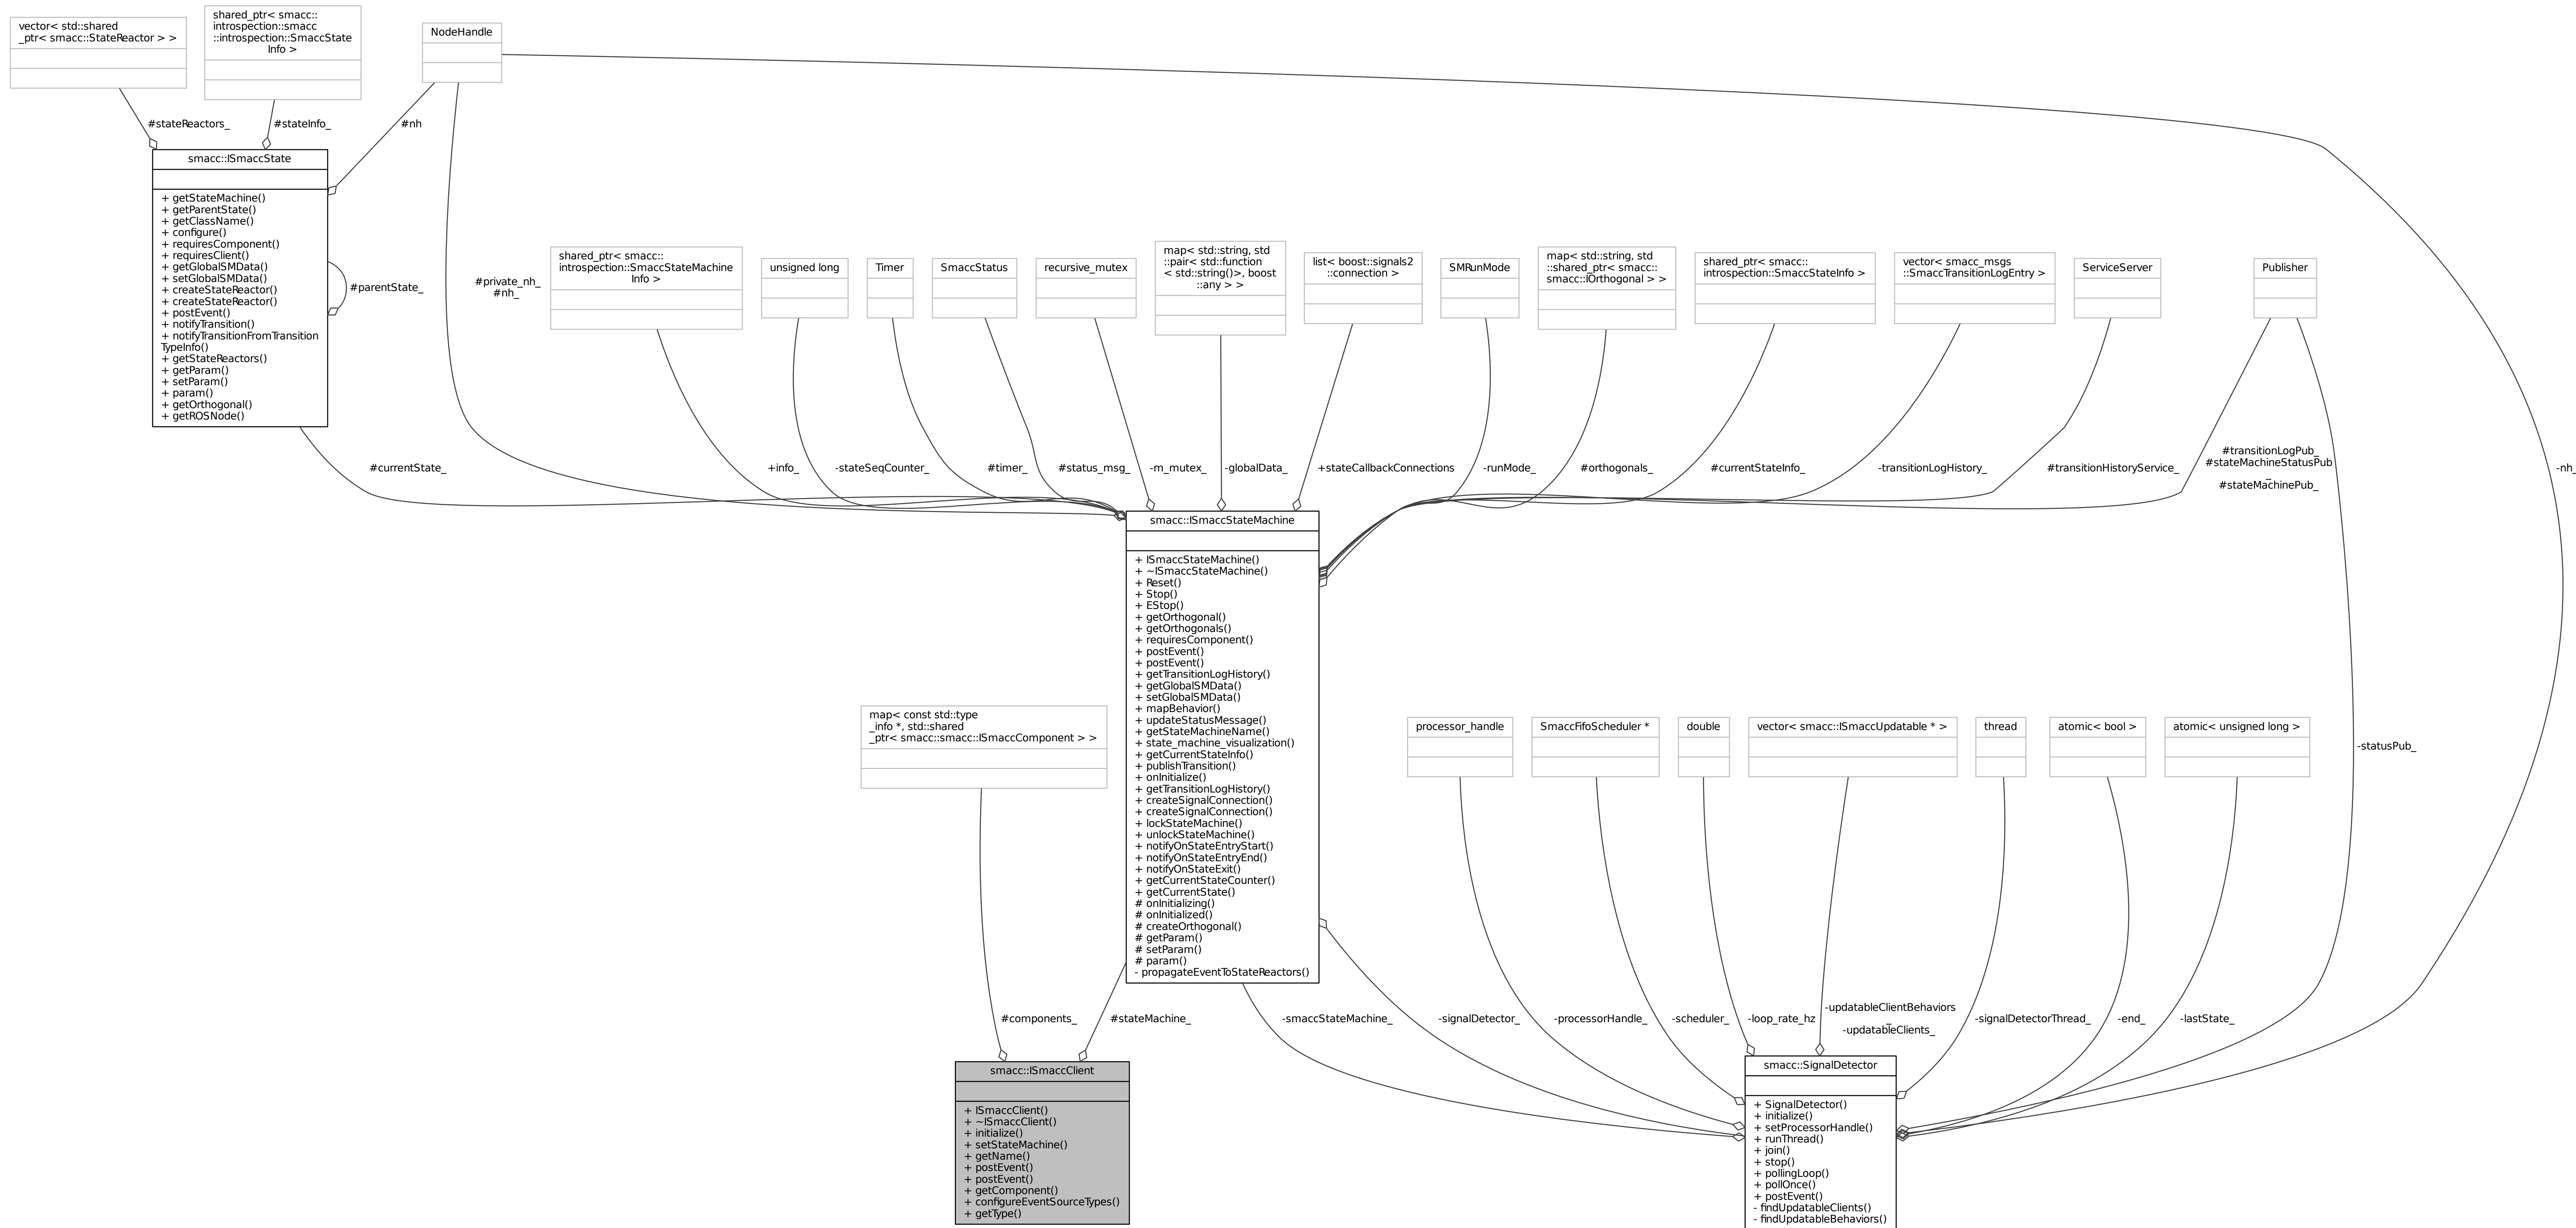 vector< std::shared
_ptr< smacc::StateReactor > >
shared_ptr< smacc::
introspection::smacc
::introspection::SmaccState
Info >
NodeHandle
#stateReactors_
#stateInfo_
#nh
smacc::ISmaccState
+ getStateMachine()
+ getParentState()
+ getClassName()
+ configure()
+ requiresComponent()
+ requiresClient()
+ getGlobalSMData()
+ setGlobalSMData()
+ createStateReactor()
+ createStateReactor()
+ postEvent()
+ notifyTransition()
+ notifyTransitionFromTransition
TypeInfo()
+ getStateReactors()
+ getParam()
+ setParam()
+ param()
+ getOrthogonal()
+ getROSNode()
#parentState_
#private_nh_
#nh_
shared_ptr< smacc::
introspection::SmaccStateMachine
Info >
unsigned long
Timer
SmaccStatus
recursive_mutex
map< std::string, std
::pair< std::function
< std::string()>, boost
::any > >
list< boost::signals2
::connection >
SMRunMode
map< std::string, std
::shared_ptr< smacc::
smacc::IOrthogonal > >
shared_ptr< smacc::
introspection::SmaccStateInfo >
vector< smacc_msgs
::SmaccTransitionLogEntry >
ServiceServer
Publisher
#currentState_
+info_
-stateSeqCounter_
#timer_
#status_msg_
-m_mutex_
-globalData_
+stateCallbackConnections
-runMode_
#orthogonals_
#currentStateInfo_
-transitionLogHistory_
#transitionHistoryService_
#transitionLogPub_
#stateMachineStatusPub
_
#stateMachinePub_
-nh_
smacc::ISmaccStateMachine
+ ISmaccStateMachine()
+ ~ISmaccStateMachine()
+ Reset()
+ Stop()
+ EStop()
+ getOrthogonal()
+ getOrthogonals()
+ requiresComponent()
+ postEvent()
+ postEvent()
+ getTransitionLogHistory()
+ getGlobalSMData()
+ setGlobalSMData()
+ mapBehavior()
+ updateStatusMessage()
+ getStateMachineName()
+ state_machine_visualization()
+ getCurrentStateInfo()
+ publishTransition()
+ onInitialize()
+ getTransitionLogHistory()
+ createSignalConnection()
+ createSignalConnection()
+ lockStateMachine()
+ unlockStateMachine()
+ notifyOnStateEntryStart()
+ notifyOnStateEntryEnd()
+ notifyOnStateExit()
+ getCurrentStateCounter()
+ getCurrentState()
# onInitializing()
# onInitialized()
# createOrthogonal()
# getParam()
# setParam()
# param()
- propagateEventToStateReactors()
map< const std::type
_info *, std::shared
_ptr< smacc::smacc::ISmaccComponent > >
processor_handle
SmaccFifoScheduler *
double
vector< smacc::ISmaccUpdatable * >
thread
atomic< bool >
atomic< unsigned long >
-statusPub_
#components_
#stateMachine_
-smaccStateMachine_
-signalDetector_
-processorHandle_
-scheduler_
-loop_rate_hz
-updatableClientBehaviors
_
-updatableClients_
-signalDetectorThread_
-end_
-lastState_
smacc::ISmaccClient
+ ISmaccClient()
+ ~ISmaccClient()
+ initialize()
+ setStateMachine()
+ getName()
+ postEvent()
+ postEvent()
+ getComponent()
+ configureEventSourceTypes()
+ getType()
smacc::SignalDetector
+ SignalDetector()
+ initialize()
+ setProcessorHandle()
+ runThread()
+ join()
+ stop()
+ pollingLoop()
+ pollOnce()
+ postEvent()
- findUpdatableClients()
- findUpdatableBehaviors()